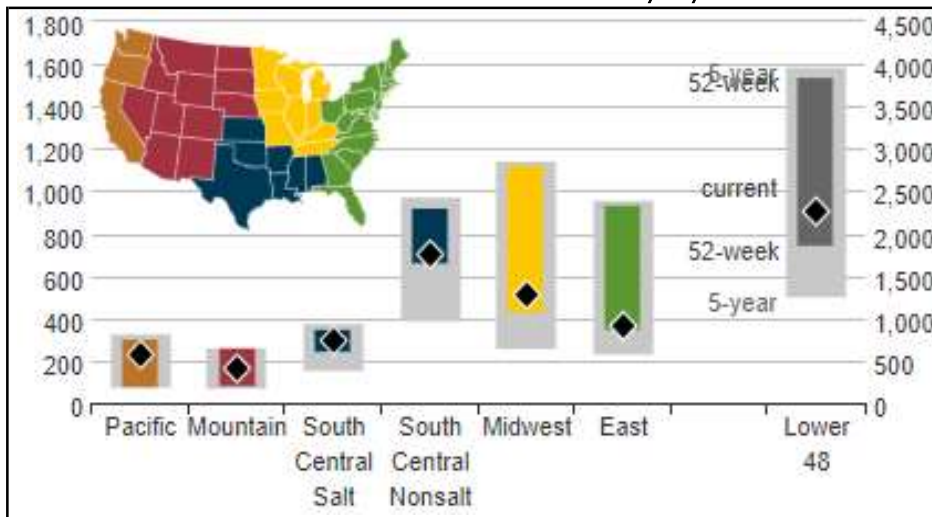 1,800
1,600
1,400
1,200
1,000
800
600
400
200
0
4,500
4,000
3,500
3,000
2,500
2,000
1,500
1,000
500
0
5-year
52-week
current
52-week
5-year
Pacific
Mountain
South
Central
Salt
South
Central
Nonsalt
Midwest
East
Lower
48